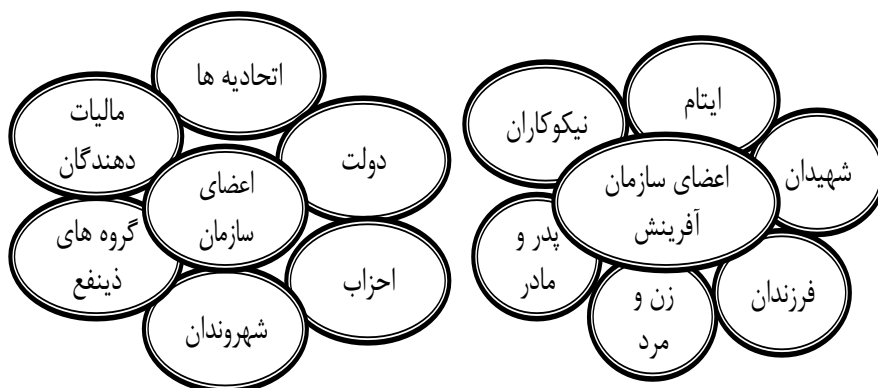 ایتام
نیکوکاران
شهیدان
اعضای سازمان
آفرینش
پدر و
مادر
فرزندان
زن و
مرد
اتحادیه ها
مالیات
دهندگان
دولت
اعضای
سازمان
گروه های
ذینفع
احزاب
شهروندان